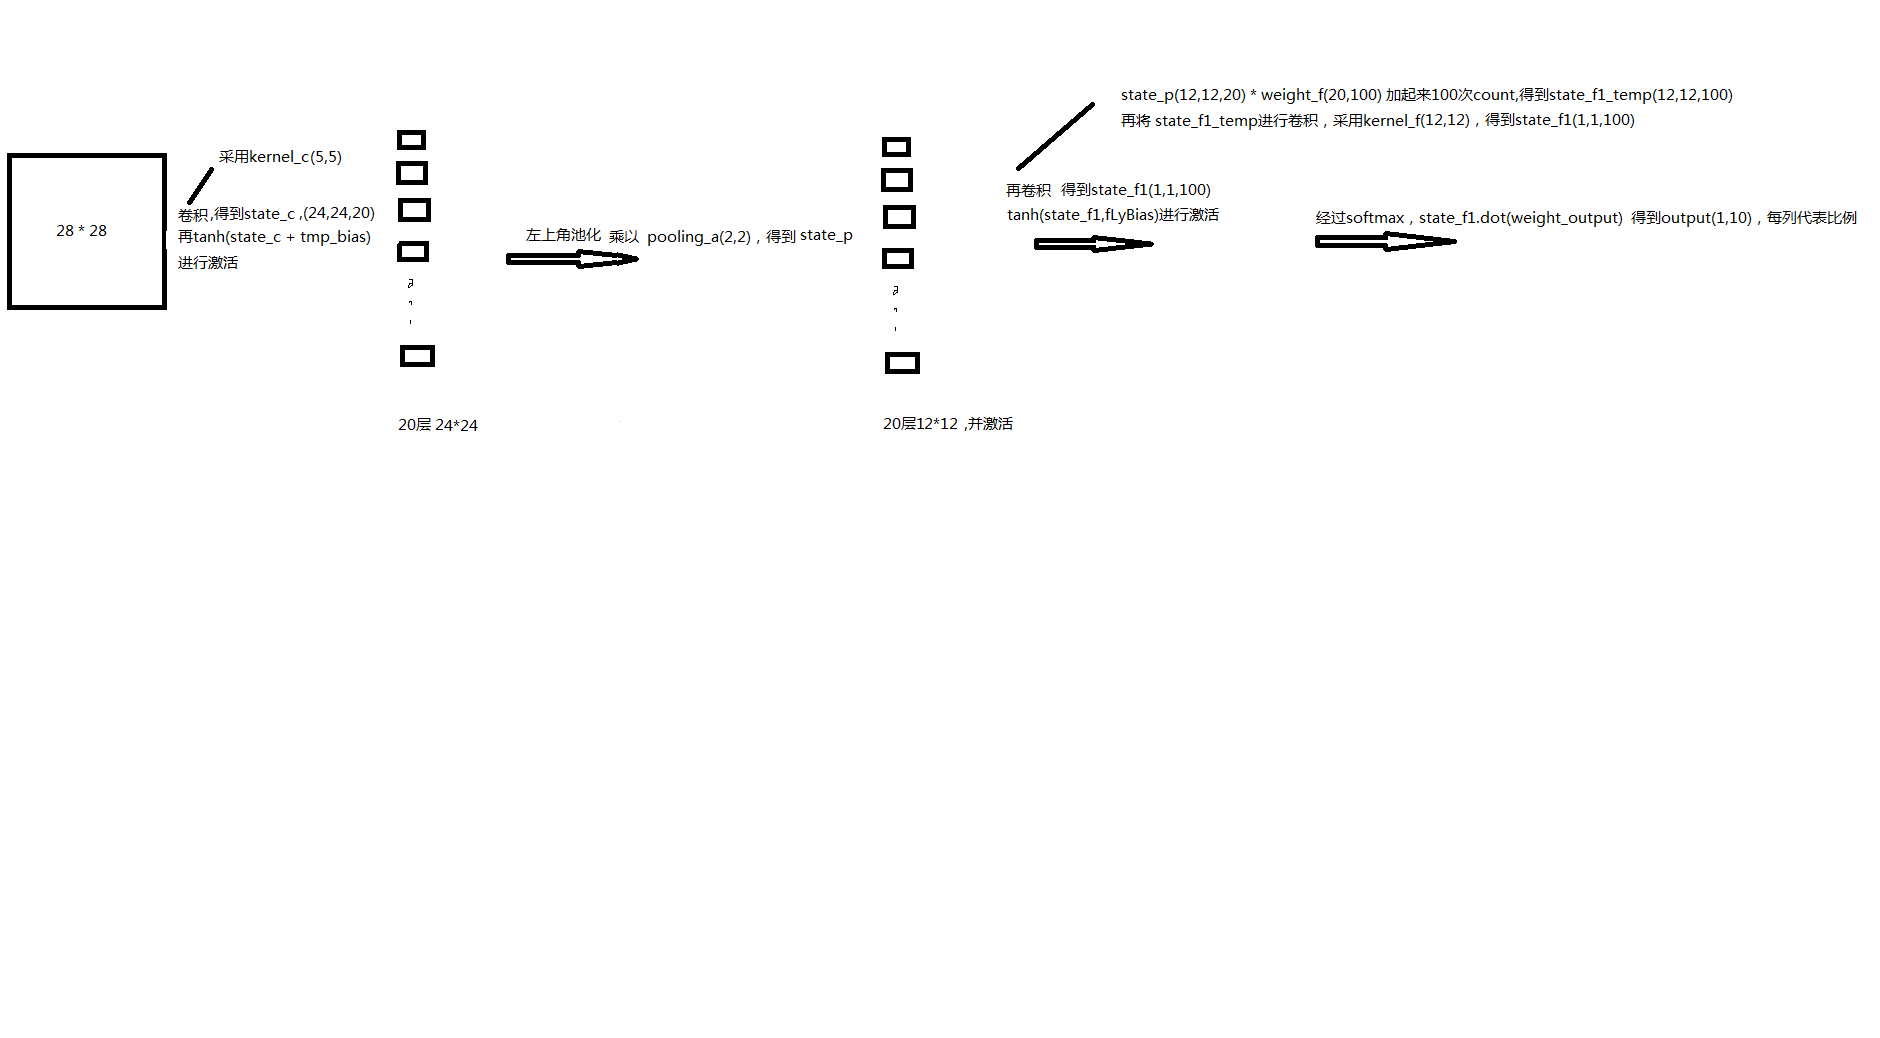 28 * 28
采用kernel_c(5,5)
卷积,得到state_c ,(24,24,20)
再tanh(state_c + tmp_bias)
进行激活
20层 24*24
左上角池化 乘以 pooling_a(2,2)，得到 state_p
20层12*12 ,并激活
state_p(12,12,20) * weight_f(20,100) 加起来100次count,得到state_f1_temp(12,12,100)
再将 state_f1_temp进行卷积，采用kernel_f(12,12)，得到state_f1(1,1,100)
再卷积 得到state_f1(1,1,100)
tanh(state_f1,fLyBias)进行激活
经过softmax，state_f1.dot(weight_output) 得到output(1,10)，每列代表比例